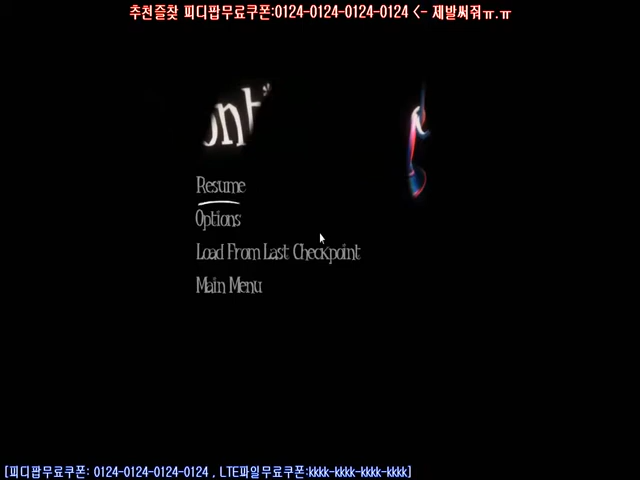 추천즐찾 피디팝무료쿠폰:0124-0124-0124-0124 <- 제발써줘ㅠ.ㅠ
Resume
Options
Load From Last Checkpoint
Main Menu
[피디팝무료쿠폰: 0124-0124-0124-0124 , LTE파일무료쿠폰:kkkk-kkkk-kkkk-kkkk]